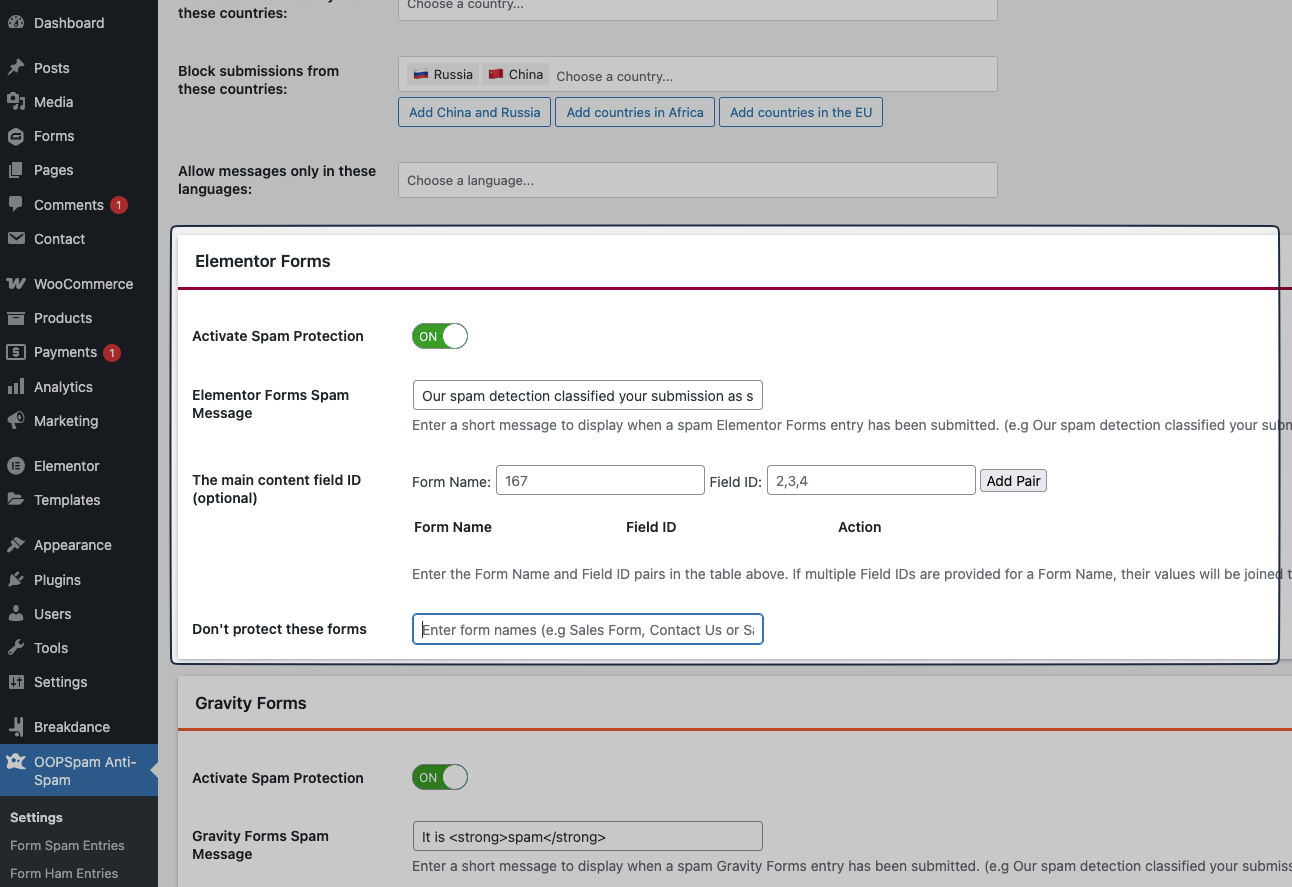 Dashboard
Posts
Media
Forms
Pages
Comments 1
Contact
WooCommerce
Products
Payments 1
Analytics
Marketing
Elementor
Templates
Appearance
Plugins
Users
Tools
Settings
Breakdance
OOPSpam Anti-
Spam
Settings
Form Spam Entries
Form Ham Entries
these countries:
Choose a country...
Block submissions from
these countries:
Russia China Choose a country...
Add China and Russia Add countries in Africa Add countries in the EU
Allow messages only in these
languages:
Choose a language...
Elementor Forms
Activate Spam Protection
ON
Elementor Forms Spam
Message
Our spam detection classified your submission as s
Enter a short message to display when a spam Elementor Forms entry has been submitted. (e.g Our spam detection classified your subm
The main content field ID
(optional)
Form Name: 167 Field ID: 2,3,4 Add Pair
Form Name Field ID Action
Enter the Form Name and Field ID pairs in the table above. If multiple Field IDs are provided for a Form Name, their values will be joined t
Don't protect these forms
Enter form names (e.g Sales Form, Contact Us or Sa
Gravity Forms
Activate Spam Protection
ON
Gravity Forms Spam
Message
It is <strong>spam</strong>
Enter a short message to display when a spam Gravity Forms entry has been submitted. (e.g Our spam detection classified your submiss